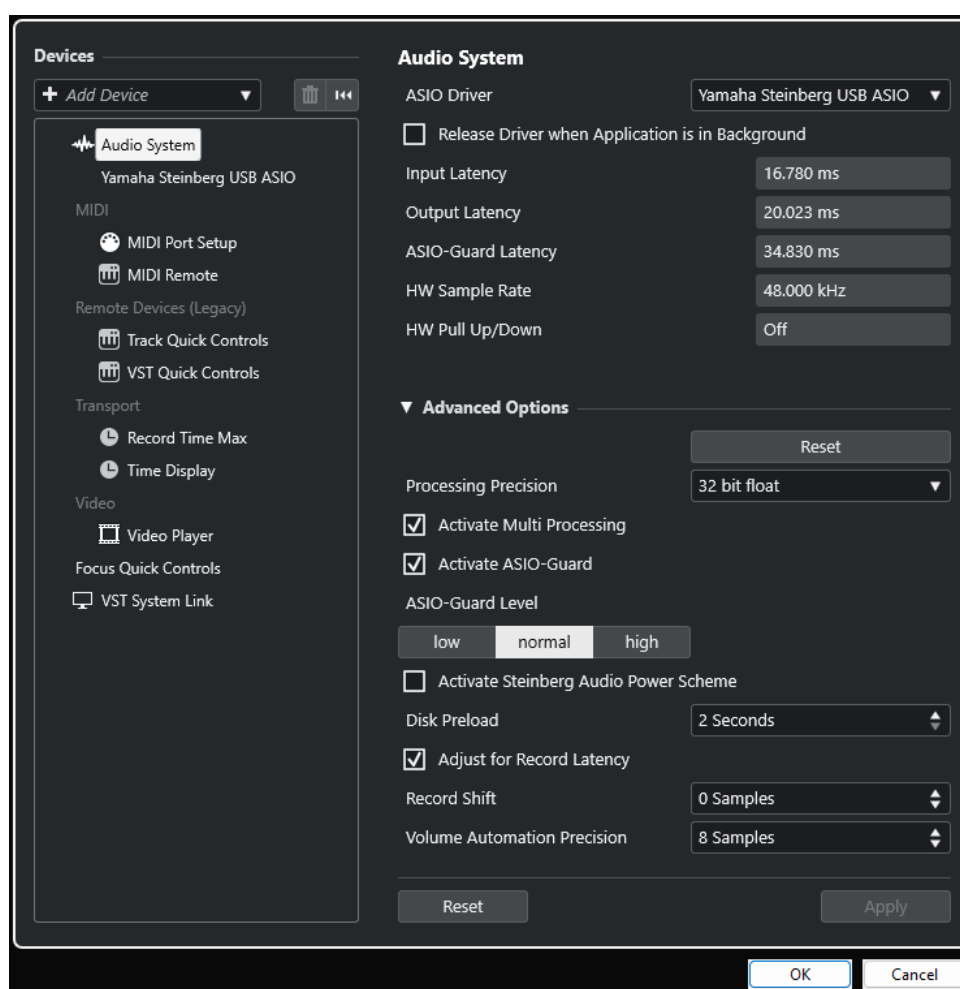 Devices
Add Device
Audio System
Yamaha Steinberg USB ASIO
MIDI
MIDI Port Setup
MIDI Remote
Remote Devices (Legacy)
Track Quick Controls
VST Quick Controls
Transport
Record Time Max
Time Display
Video
Video Player
Focus Quick Controls
VST System Link
Audio System
ASIO Driver Yamaha Steinberg USB ASIO
Release Driver when Application is in Background
Input Latency 16.780 ms
Output Latency 20.023 ms
ASIO-Guard Latency 34.830 ms
HW Sample Rate 48.000 kHz
HW Pull Up/Down Off
Advanced Options
Reset
Processing Precision 32 bit float
Activate Multi Processing
Activate ASIO-Guard
ASIO-Guard Level
low normal high
Activate Steinberg Audio Power Scheme
Disk Preload 2 Seconds
Adjust for Record Latency
Record Shift 0 Samples
Volume Automation Precision 8 Samples
Reset Apply
OK Cancel